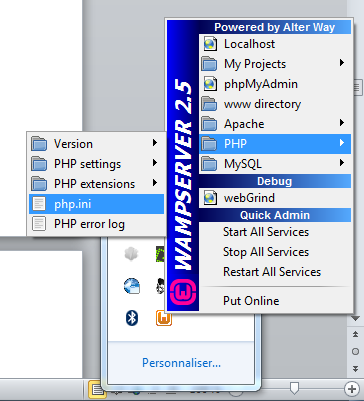 Powered by Alter Way
Localhost
My Projects
phpMyAdmin
www directory
Apache
PHP
MySQL
Debug
webGrind
Quick Admin
Start All Services
Stop All Services
Restart All Services
Put Online
WAMPSERVER 2.5
Version
PHP settings
PHP extensions
php.ini
PHP error log
Personnaliser...